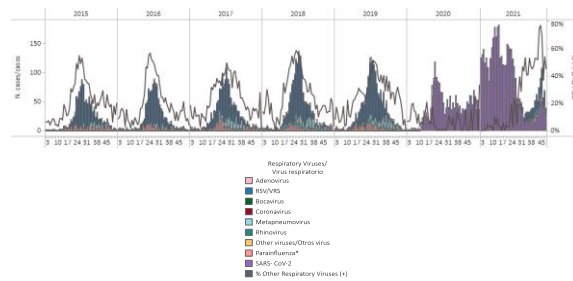 2015 2016 2017 2018 2019 2020 2021
80%
150
60%
100
40%
50
20%
0
0%
N. cases/cases
3 10 17 24 31 38 45 3 10 17 24 31 38 45 3 10 17 24 31 38 45 3 10 17 24 31 38 45 3 10 17 24 31 38 45 3 10 17 24 31 38 45 3 10 17 24 31 38 45
Respiratory Viruses/
Virus respiratorio
Adenovirus
RSV/VRS
Bocavirus
Coronavirus
Metapneumovirus
Rhinovirus
Other viruses/Otros virus
Parainfluenza*
SARS- CoV-2
% Other Respiratory Viruses (+)